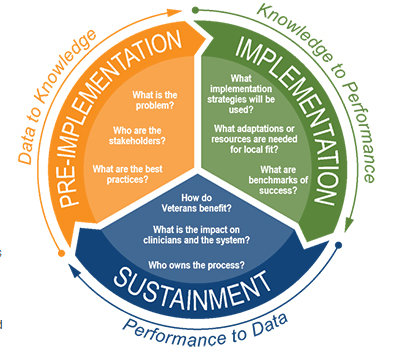 Data to Knowledge
PRE-IMPLEMENTATION
What is the
problem?
Who are the
stakeholders?
What are the best
practices?
Knowledge to Performance
IMPLEMENTATION
What
implementation
strategies will be
used?
What adaptations or
resources are needed
for local fit?
What are
benchmarks of
success?
How do
Veterans benefit?
What is the impact on
clinicians and the system?
Who owns the process?
SUSTAINMENT
Performance to Data